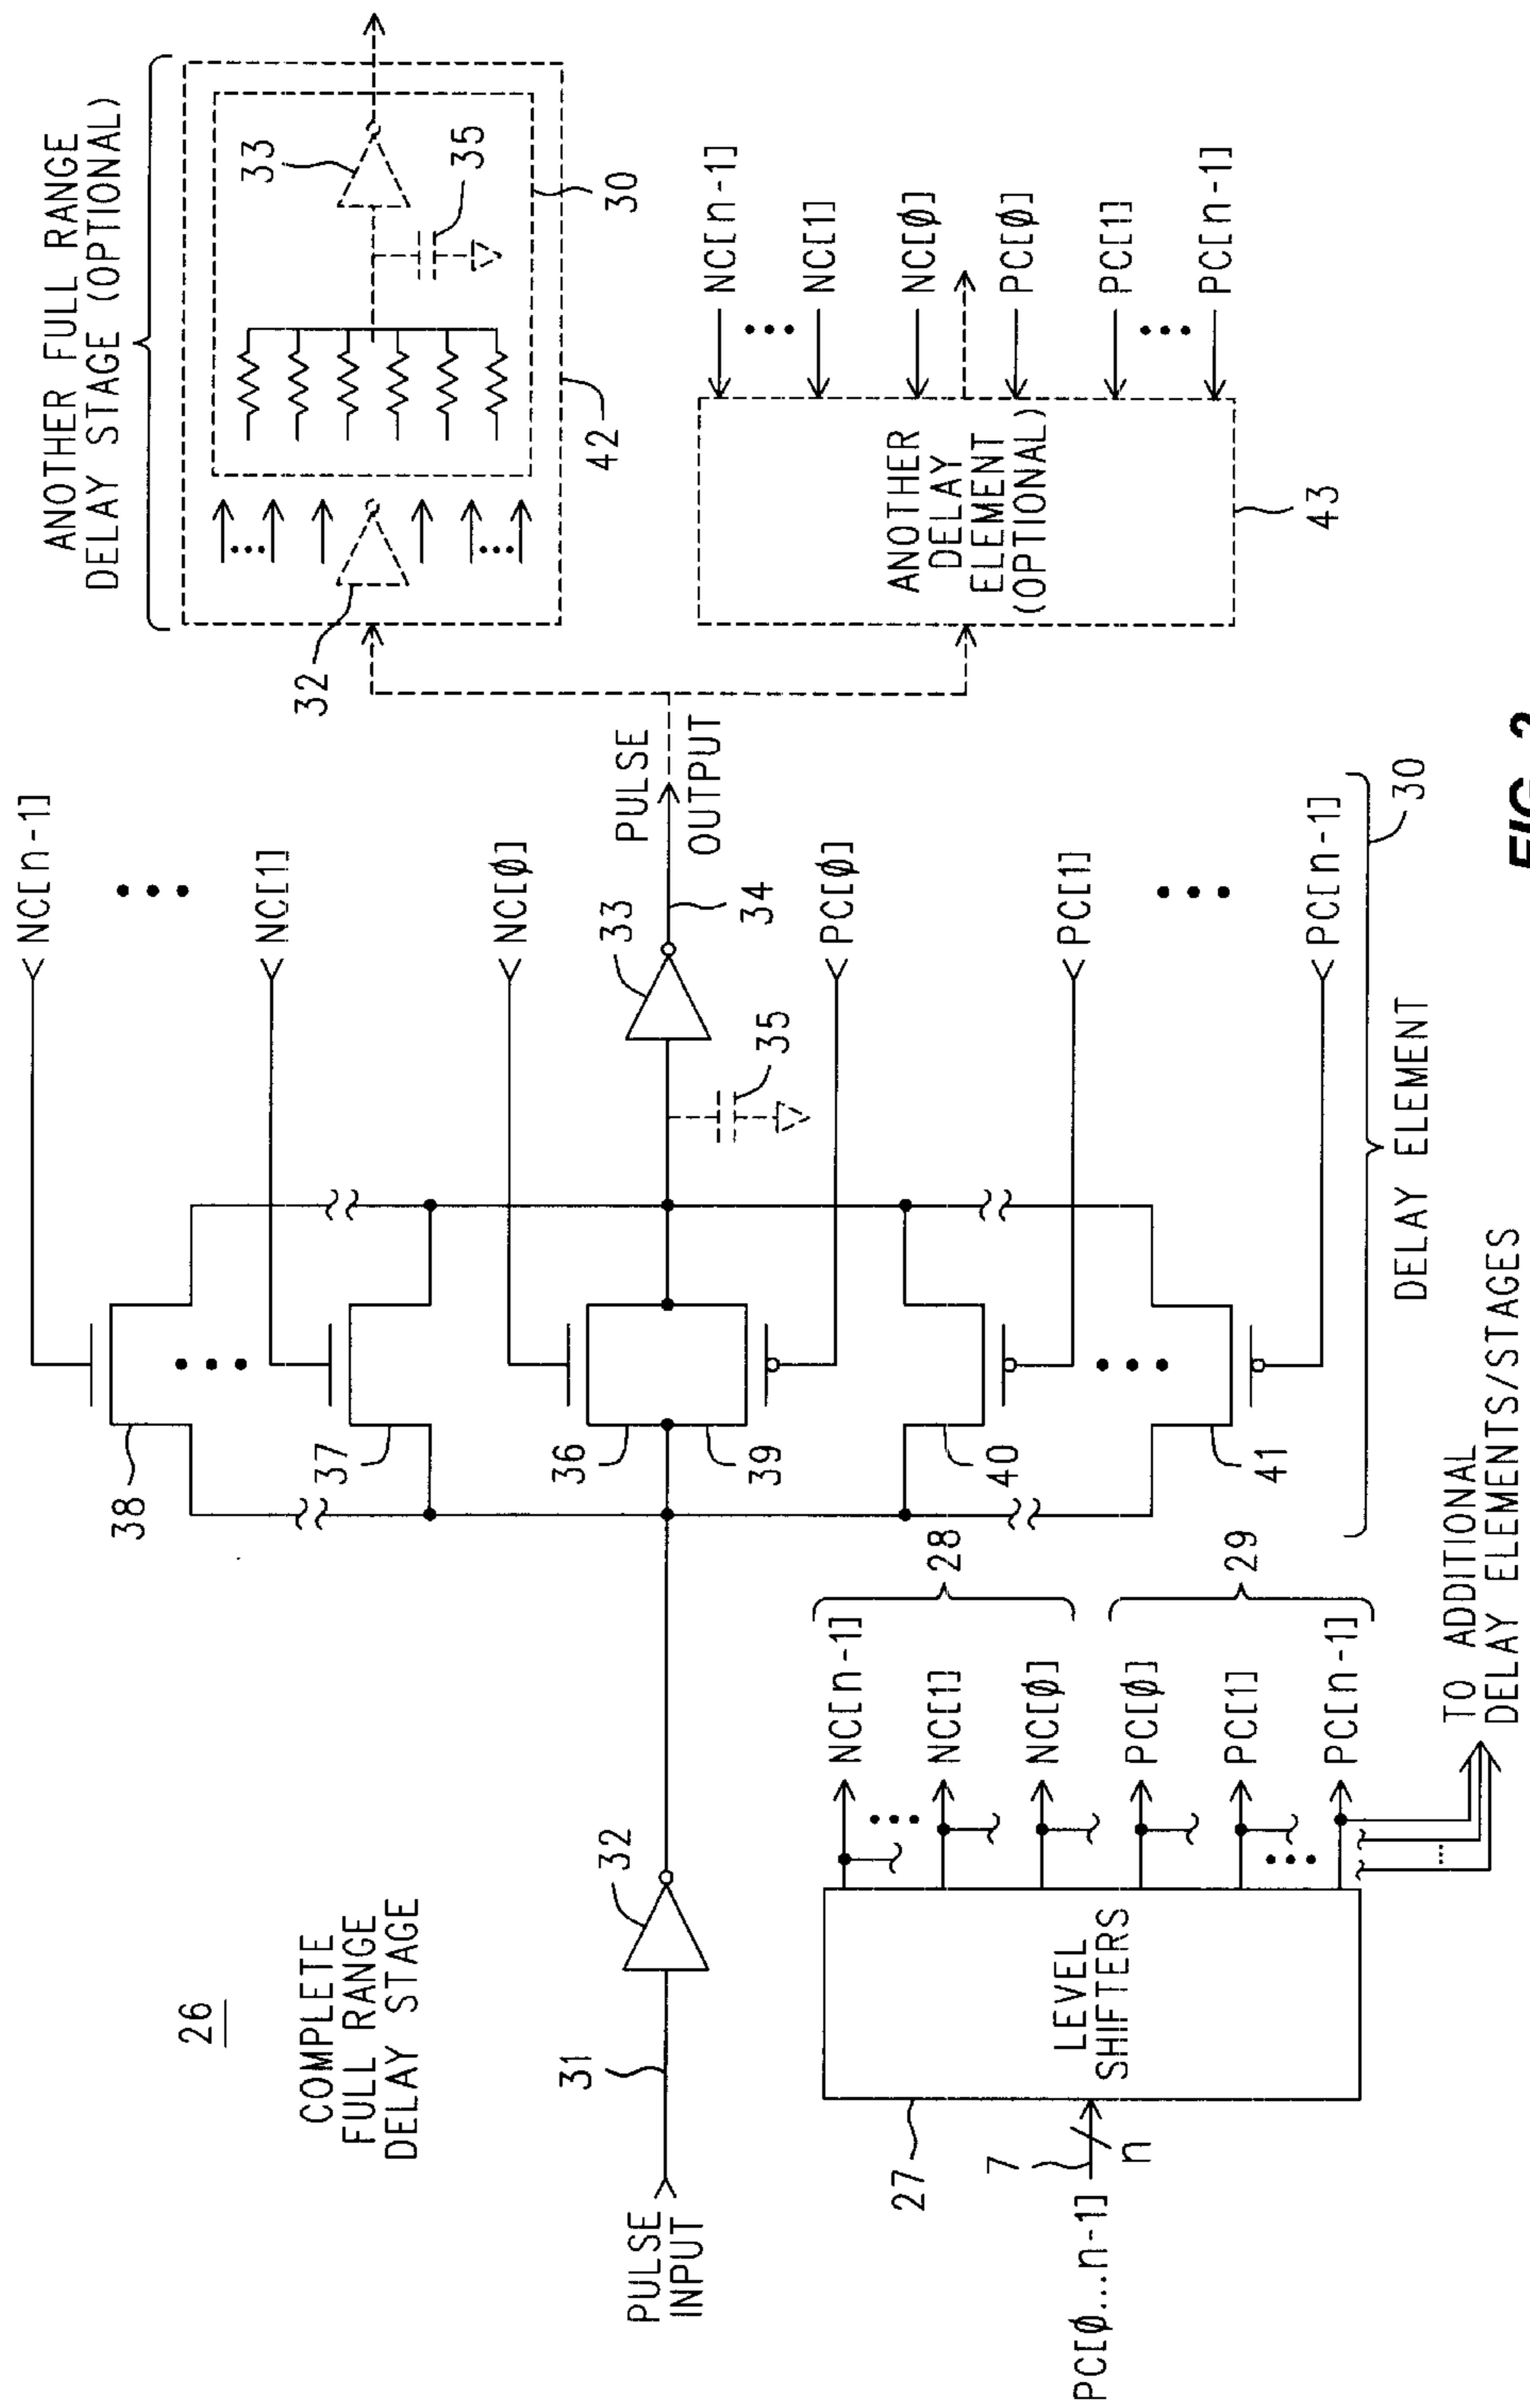 26
COMPLETE
FULL RANGE
DELAY STAGE
PULSE
INPUT
31
32
PC[Ø...n-1]
7
n
27
LEVEL
SHIFTERS
NC[n-1]
NC[1]
NC[Ø]
PC[Ø]
PC[1]
PC[n-1]
28
29
TO ADDITIONAL
DELAY ELEMENTS/STAGES
38
37
36
39
40
41
NC[n-1]
NC[1]
NC[Ø]
PC[Ø]
PC[1]
PC[n-1]
35
33
34
DELAY ELEMENT
30
PULSE
OUTPUT
ANOTHER FULL RANGE
DELAY STAGE (OPTIONAL)
32
33
35
30
42
ANOTHER
DELAY
ELEMENT
(OPTIONAL)
43
NC[n-1]
NC[1]
NC[Ø]
PC[Ø]
PC[1]
PC[n-1]